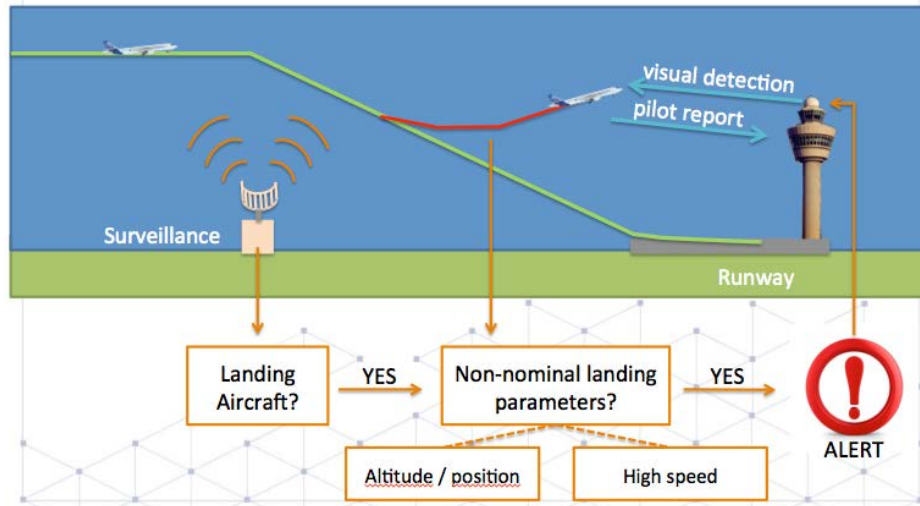 visual detection
pilot report
Surveillance
Runway
Landing
Aircraft?
YES
Non-nominal landing
parameters?
YES
ALERT
Altitude / position
High speed